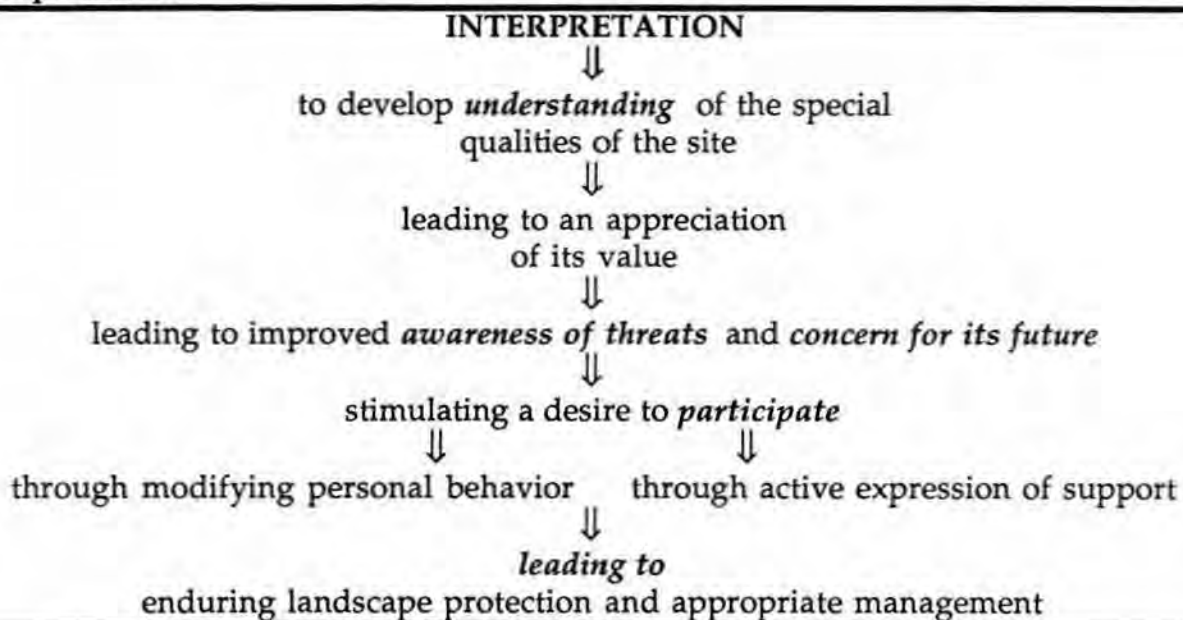 INTERPRETATION
⇓
to develop understanding of the special
qualities of the site
⇓
leading to an appreciation
of its value
⇓
leading to improved awareness of threats and concern for its future
⇓
stimulating a desire to participate
⇓ ⇓
through modifying personal behavior through active expression of support
⇓
leading to
enduring landscape protection and appropriate management